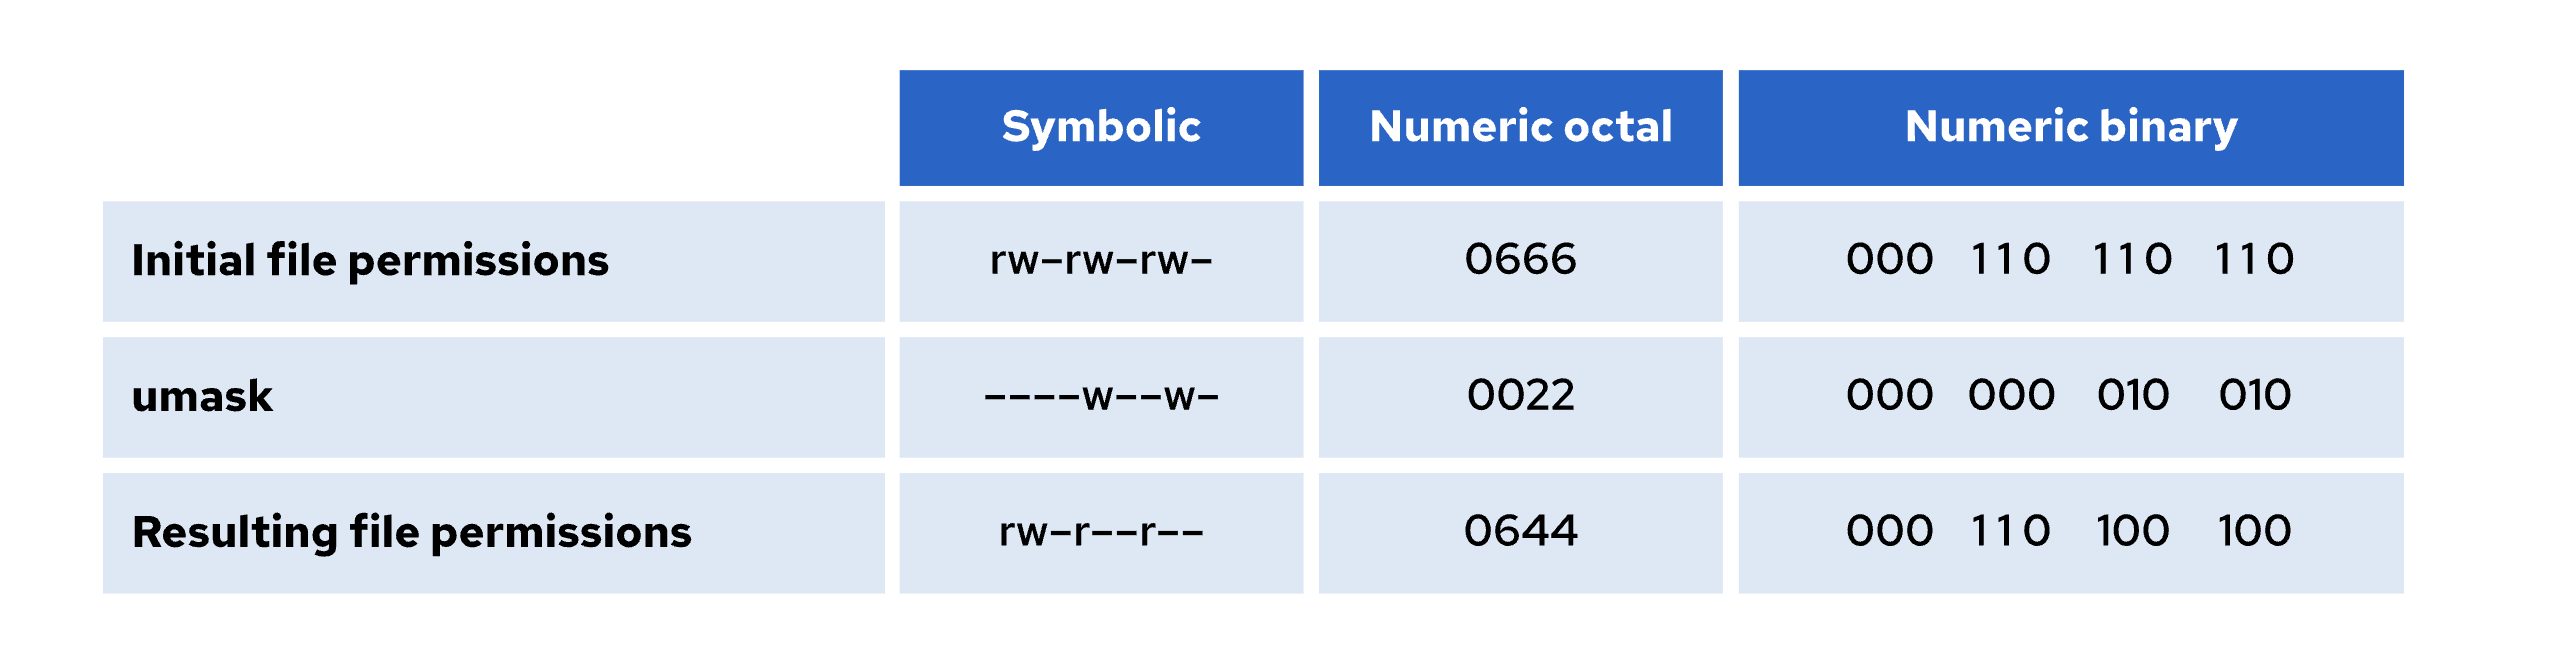 Symbolic Numeric octal Numeric binary
Initial file permissions rw–rw–rw– 0666 000 110 110 110
umask ––––w––w– 0022 000 000 010 010
Resulting file permissions rw–r––r–– 0644 000 110 100 100